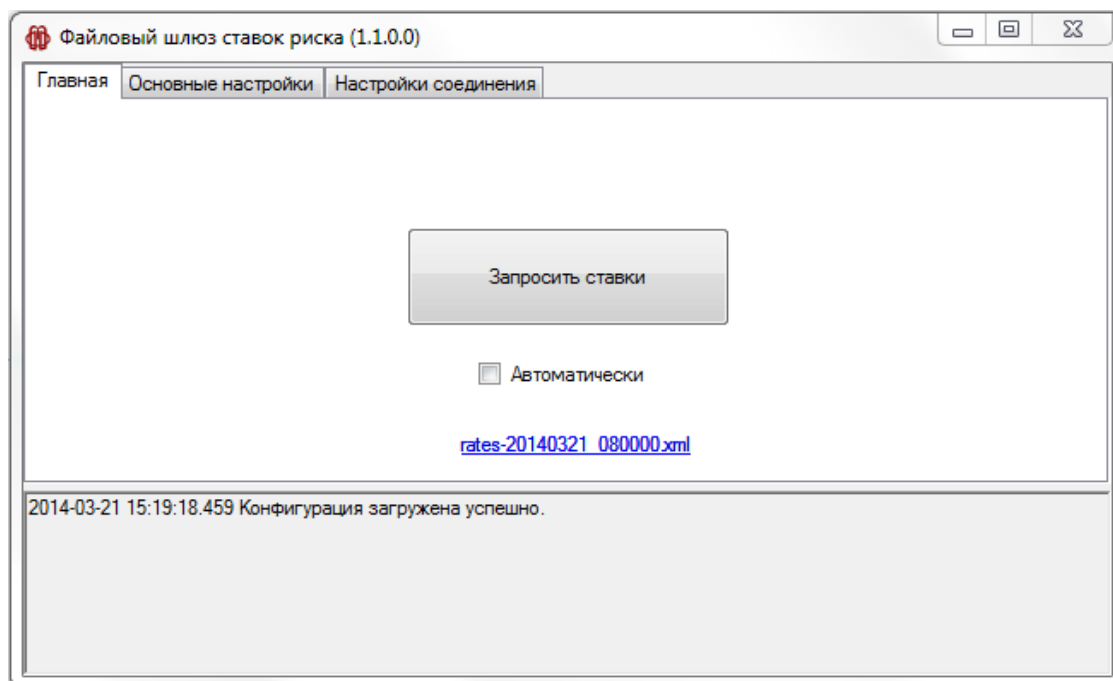 Файловый шлюз ставок риска (1.1.0.0)
Главная Основные настройки Настройки соединения
Запросить ставки
Автоматически
rates-20140321_080000.xml
2014-03-21 15:19:18.459 Конфигурация загружена успешно.